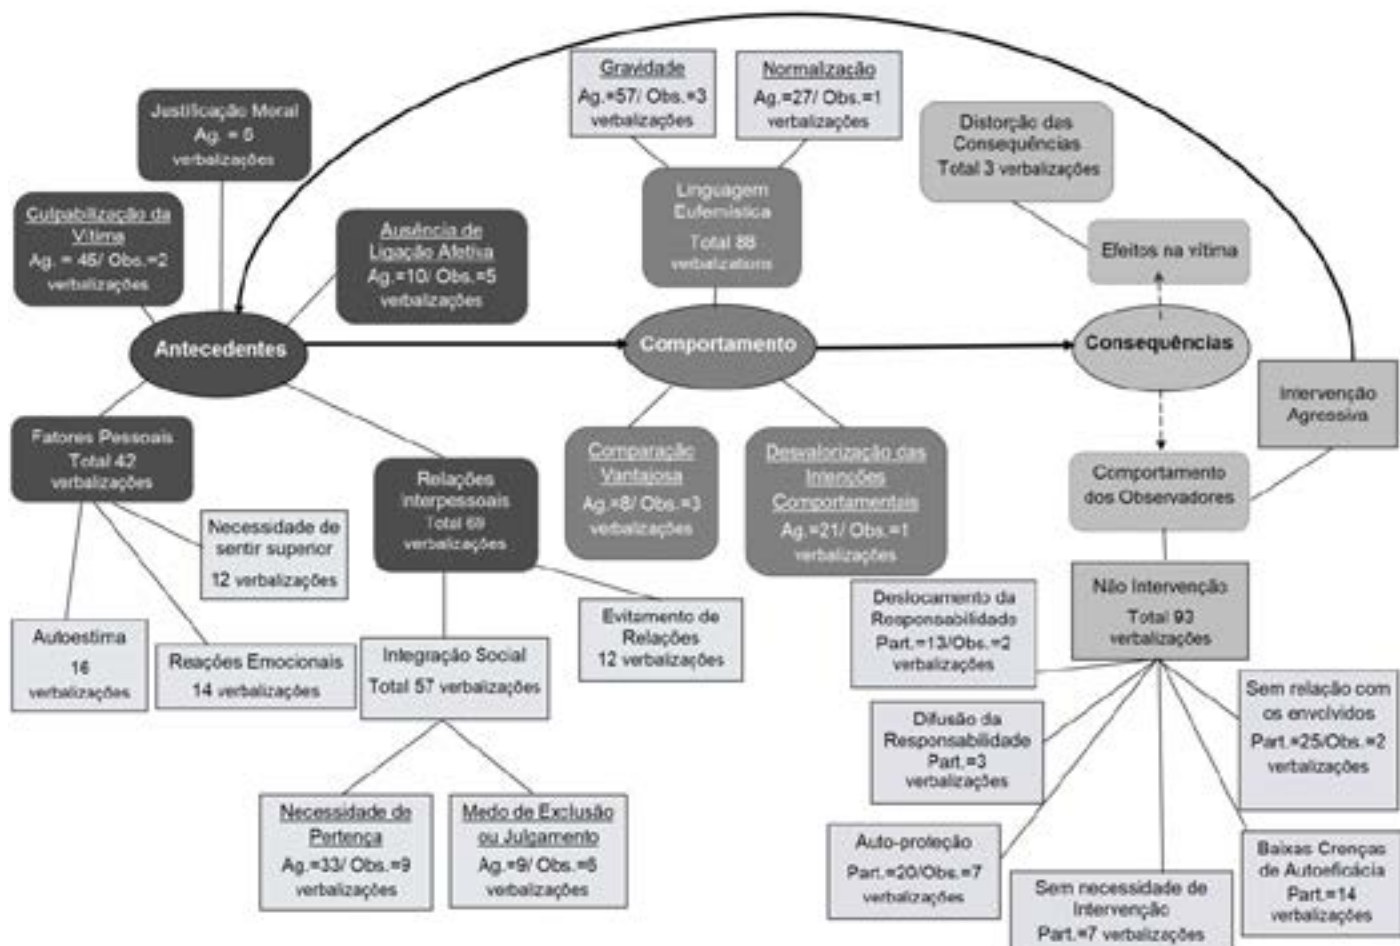 Gravidade
Ag.=57/ Obs.=3
verbalizações
Normalização
Ag.=27/ Obs.=1
verbalizações
Justificação Moral
Ag. = 6
verbalizações
Distorção das
Consequências
Total 3 verbalizações
Linguagem
Eufemística
Total 88
verbalizations
Culpabilização da
Vítima
Ag. = 45/ Obs.=2
verbalizações
Ausência de
Ligação Afetiva
Ag.=10/ Obs.=5
verbalizações
Efeitos na vítima
Antecedentes
Comportamento
Consequências
Intervenção
Agressiva
Fatores Pessoais
Total 42
verbalizações
Relações
interpessoais
Total 69
verbalizações
Comparação
Vantajosa
Ag.=8/ Obs.=3
verbalizações
Desvalorização das
Intenções
Comportamentais
Ag.=21/ Obs.=1
verbalizações
Comportamento
dos Observadores
Necessidade de
sentir superior
12 verbalizações
Não Intervenção
Total 93
verbalizações
Autoestima
16
verbalizações
Reações Emocionais
14 verbalizações
Integração Social
Total 57 verbalizações
Evitamento de
Relações
12 verbalizações
Deslocamento da
Responsabilidade
Part.=13/Obs.=2
verbalizações
Sem relação com
os envolvidos
Part.=25/Obs.=2
verbalizações
Difusão da
Responsabilidade
Part.=3
verbalizações
Necessidade de
Pertença
Ag.=33/ Obs.=9
verbalizações
Medo de Exclusão
ou Julgamento
Ag.=9/ Obs.=6
verbalizações
Auto-proteção
Part.=20/Obs.=7
verbalizações
Sem necessidade de
Intervenção
Part.=7 verbalizações
Baixas Crenças
de Autoeficácia
Part.=14
verbalizações